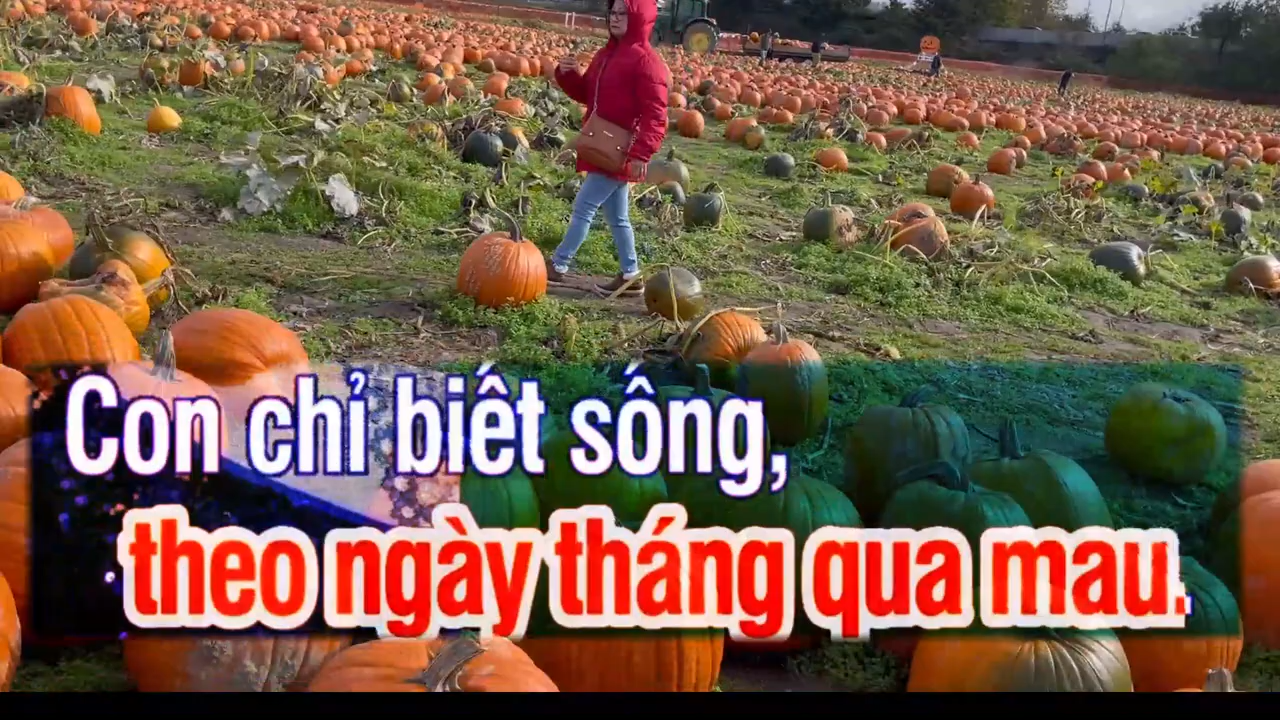 Con chỉ biết sống,
theo ngày tháng qua mau.